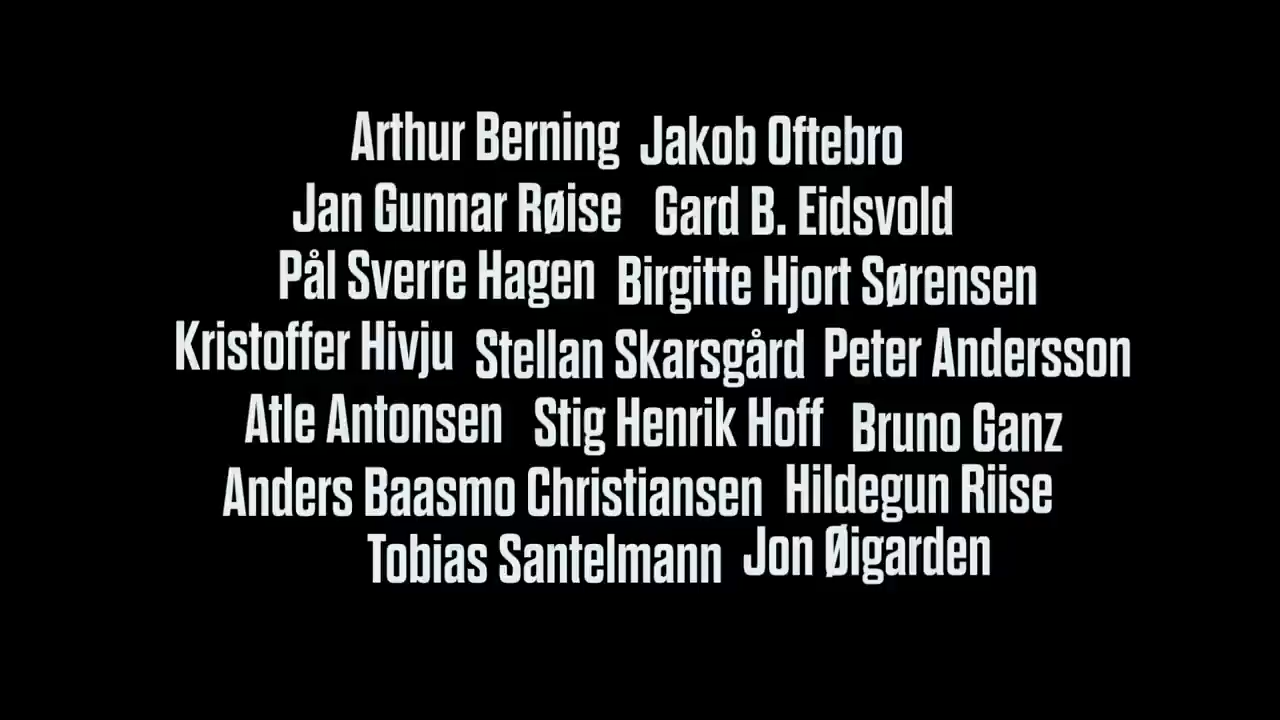 Arthur Berning Jakob Oftebro
Jan Gunnar Røise Gard B. Eidsvold
Pål Sverre Hagen Birgitte Hjort Sørensen
Kristoffer Hivju Stellan Skarsgård Peter Andersson
Atle Antonsen Stig Henrik Hoff Bruno Ganz
Anders Baasmo Christiansen Hildegun Riise
Tobias Santelmann Jon Øigarden